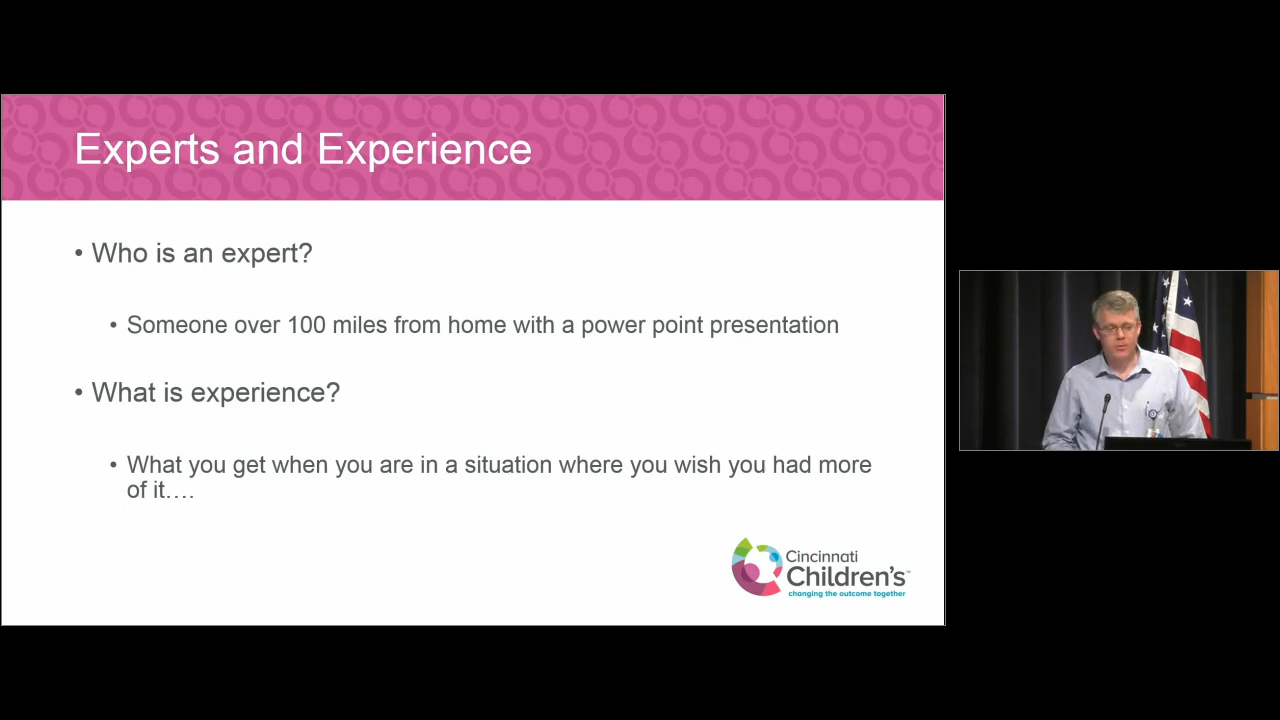 Experts and Experience
• Who is an expert?
• Someone over 100 miles from home with a power point presentation
• What is experience?
• What you get when you are in a situation where you wish you had more
of it….
Cincinnati
Children's™
changing the outcome together